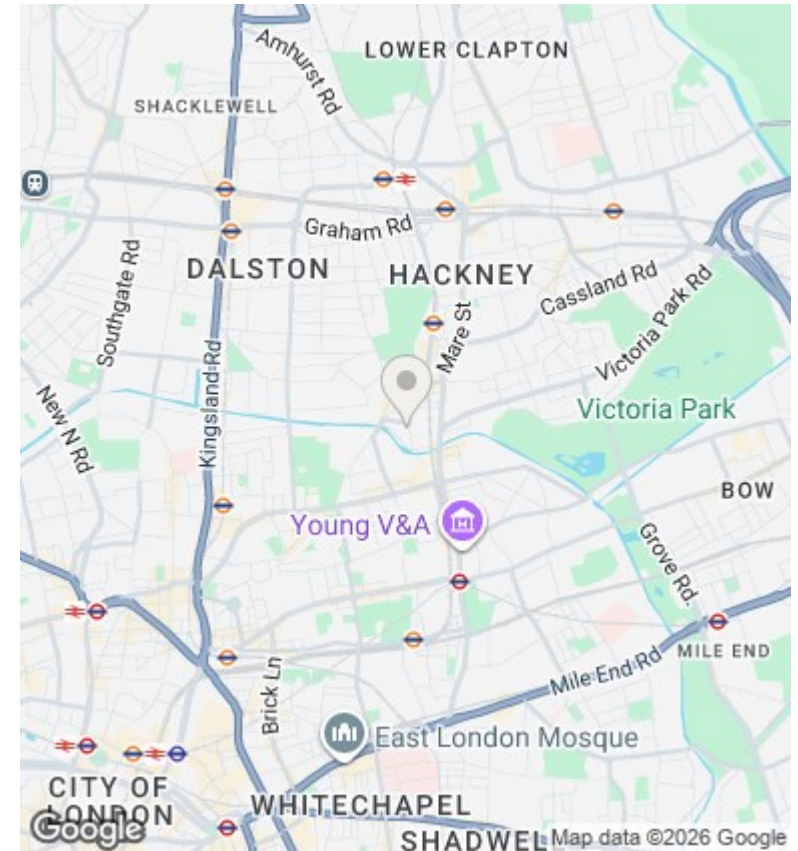 Amhurst Rd
LOWER CLAPTON
SHACKLEWELL
Graham Rd
DALSTON
HACKNEY
Cassland Rd
Southgate Rd
Mare St
Victoria Park Rd
Kingsland Rd
New N Rd
Victoria Park
BOW
Young V&A
Grove Rd.
MILE END
Mile End Rd
Brick Ln
East London Mosque
CITY OF
LONDON
WHITECHAPEL
SHADWELL
Google
Map data ©2026 Google